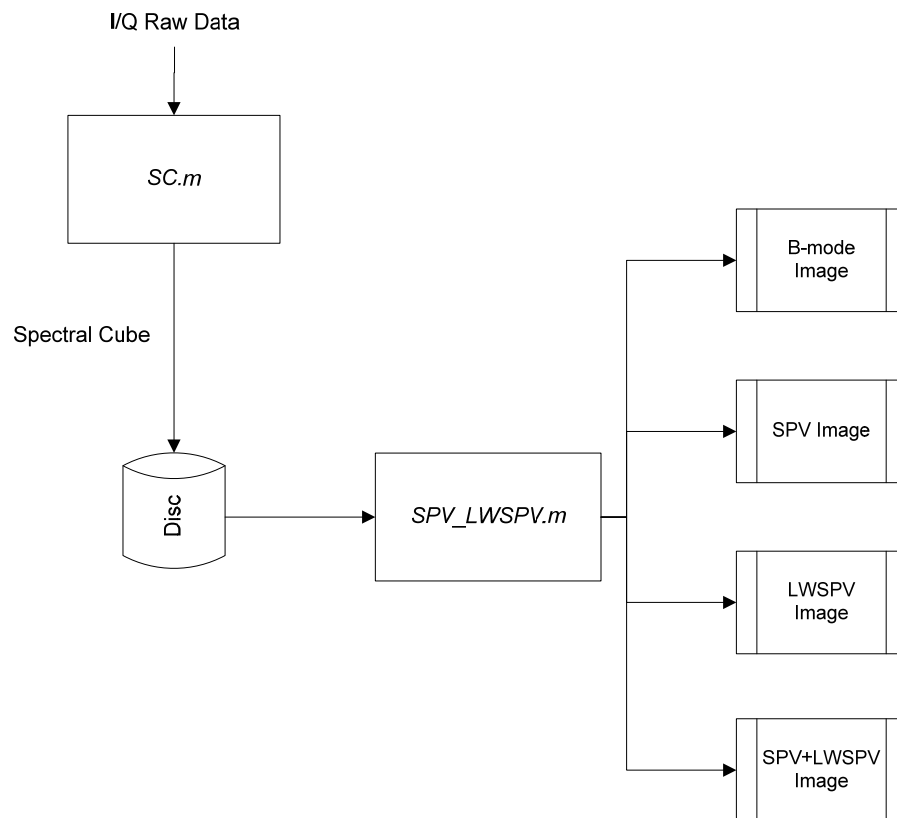 I/Q Raw Data
SC.m
Spectral Cube
Disc
SPV_LWSPV.m
B-mode
Image
SPV Image
LWSPV
Image
SPV+LWSPV
Image